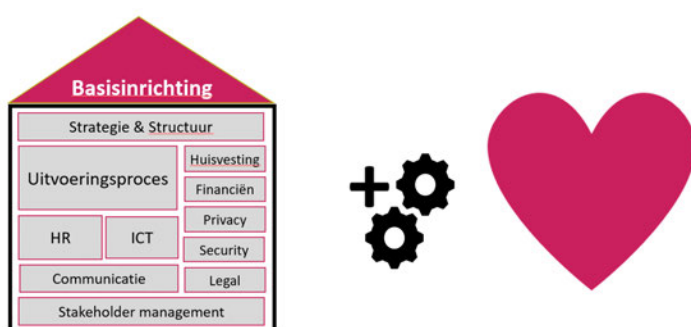 Basisinrichting
Strategie & Structuur
Uitvoeringsproces
Huisvesting
Financiën
Privacy
HR
ICT
Security
Communicatie
Legal
Stakeholder management